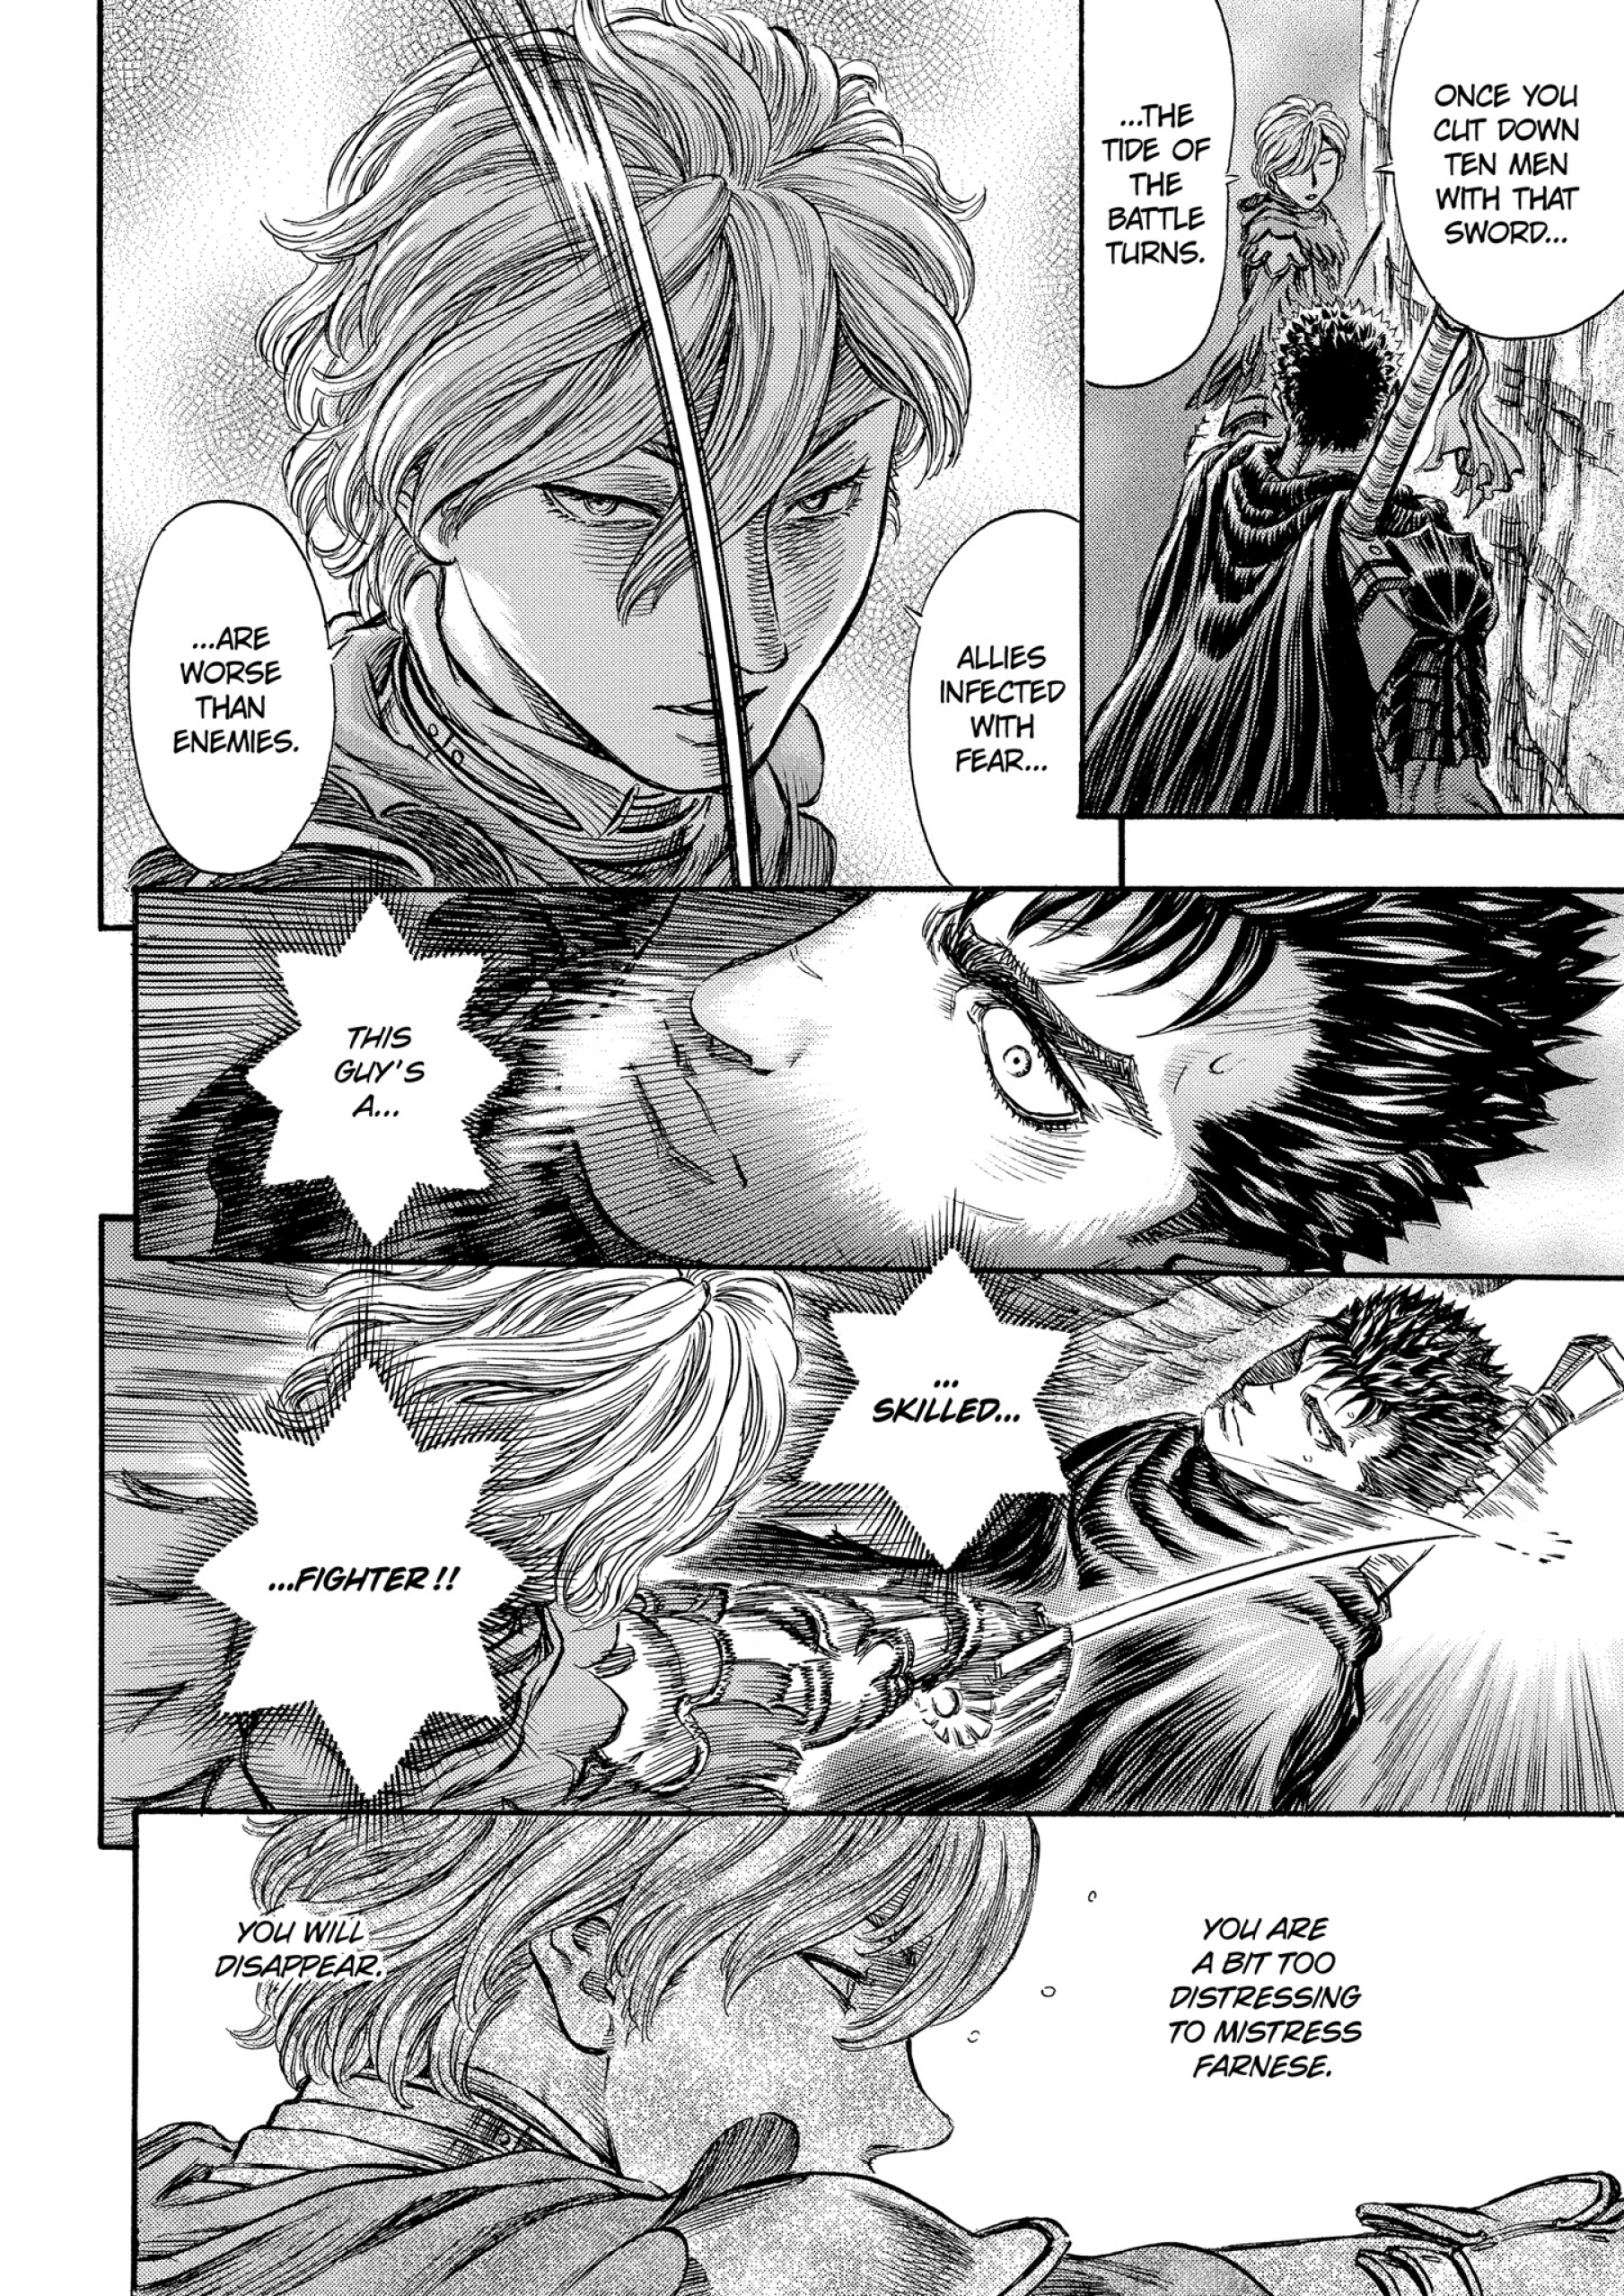 ONCE YOU
CUT DOWN
TEN MEN
WITH THAT
SWORD...
...THE
TIDE OF
THE
BATTLE
TURNS.
ALLIES
INFECTED
WITH
FEAR...
...ARE
WORSE
THAN
ENEMIES.
THIS
GUY'S
A...
...
SKILLED...
...FIGHTER!!
YOU ARE
A BIT TOO
DISTRESSING
TO MISTRESS
FARNESE.
YOU WILL
DISAPPEAR.